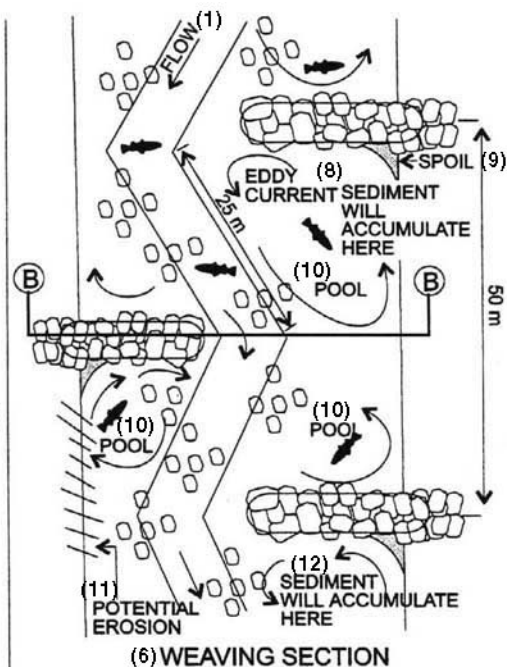 (1)
FLOW
(8)
EDDY
CURRENT
SPOIL (9)
SEDIMENT
WILL
ACCUMULATE
HERE
25 m
(10)
POOL
50 m
B
B
(10)
POOL
(10)
POOL
(11)
POTENTIAL
EROSION
(12)
SEDIMENT
WILL ACCUMULATE
HERE
(6) WEAVING SECTION